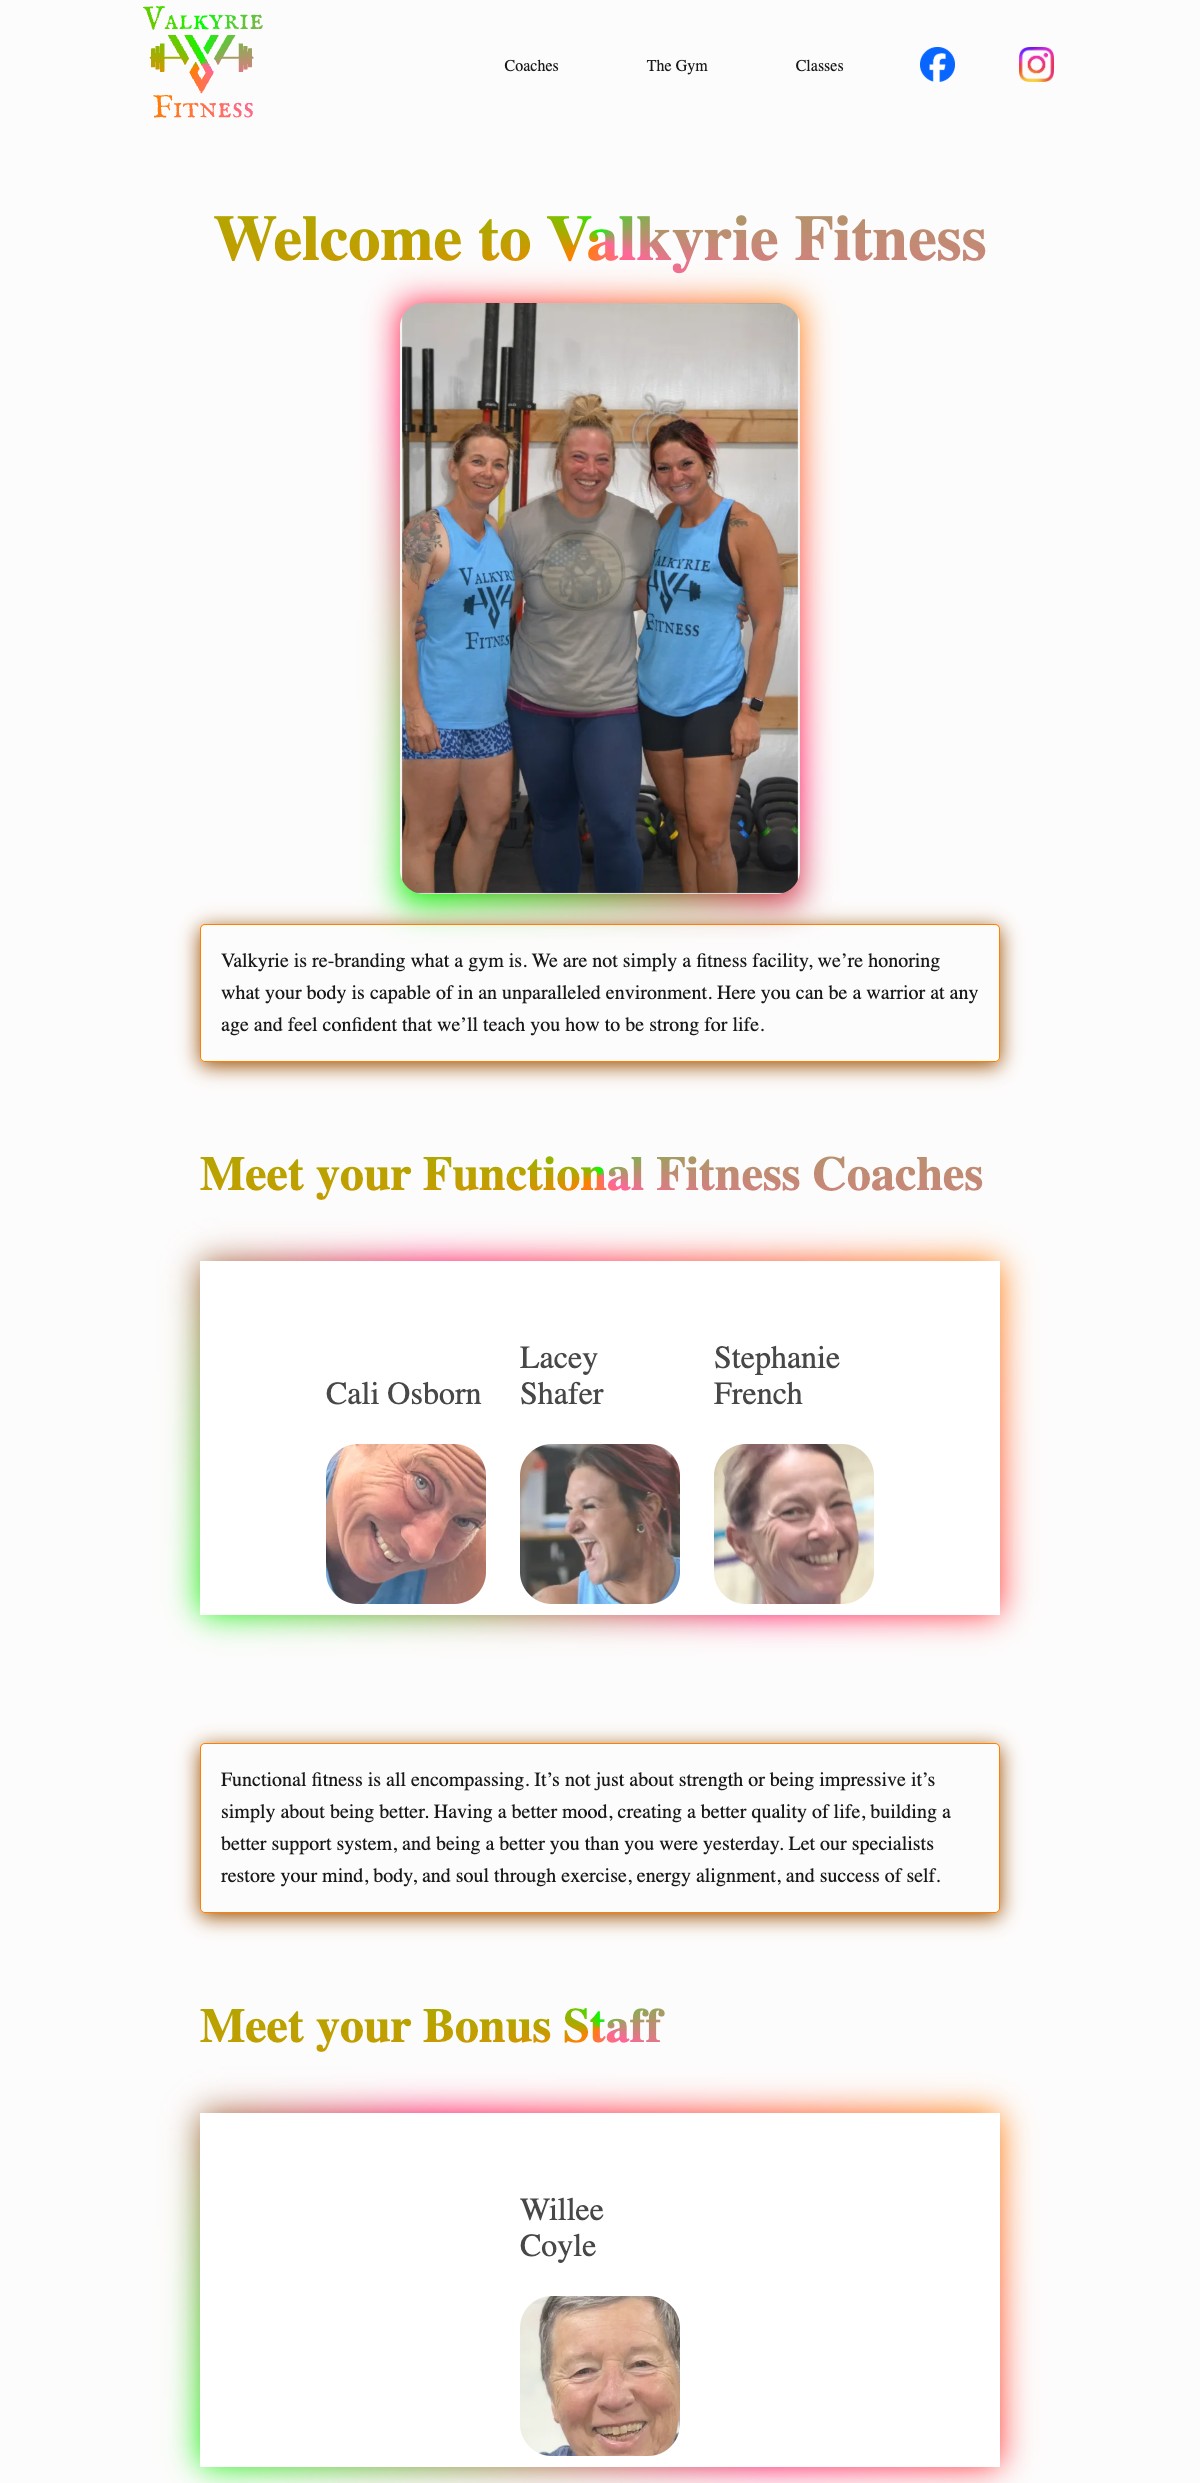 VALKYRIE
FITNESS
Coaches
The Gym
Classes
Welcome to Valkyrie Fitness
VALKYR
FITNES
VALKYRIE
FITNESS
Valkyrie is re-branding what a gym is. We are not simply a fitness facility, we’re honoring
what your body is capable of in an unparalleled environment. Here you can be a warrior at any
age and feel confident that we’ll teach you how to be strong for life.
Meet your Functional Fitness Coaches
Cali Osborn
Lacey
Shafer
Stephanie
French
Functional fitness is all encompassing. It’s not just about strength or being impressive it’s
simply about being better. Having a better mood, creating a better quality of life, building a
better support system, and being a better you than you were yesterday. Let our specialists
restore your mind, body, and soul through exercise, energy alignment, and success of self.
Meet your Bonus Staff
Willee
Coyle